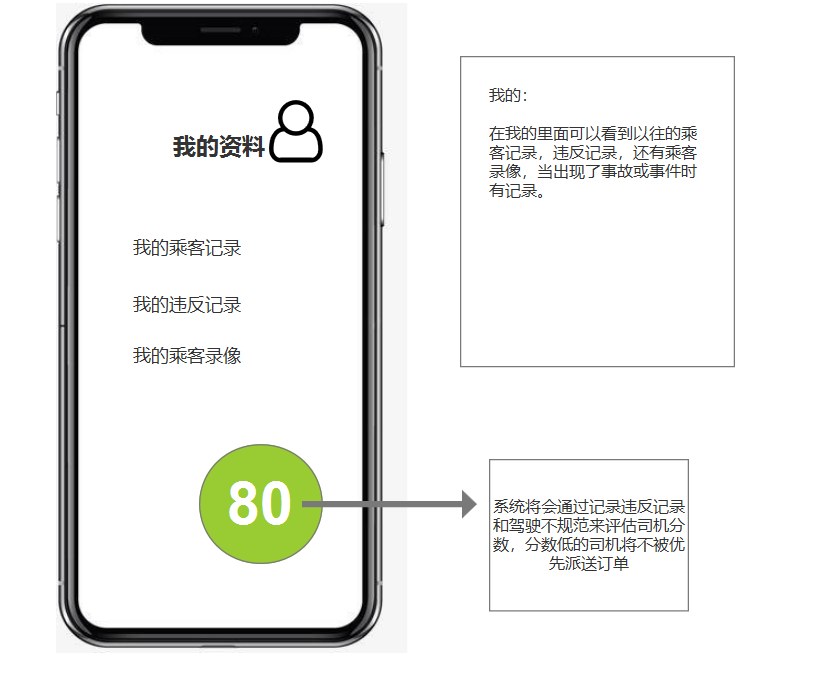 我的资料
我的乘客记录
我的违反记录
我的乘客录像
80
我的：
在我的里面可以看到以往的乘
客记录，违反记录，还有乘客
录像，当出现了事故或事件时
有记录。
系统将会通过记录违反记录
和驾驶不规范来评估司机分
数，分数低的司机将不被优
先派送订单